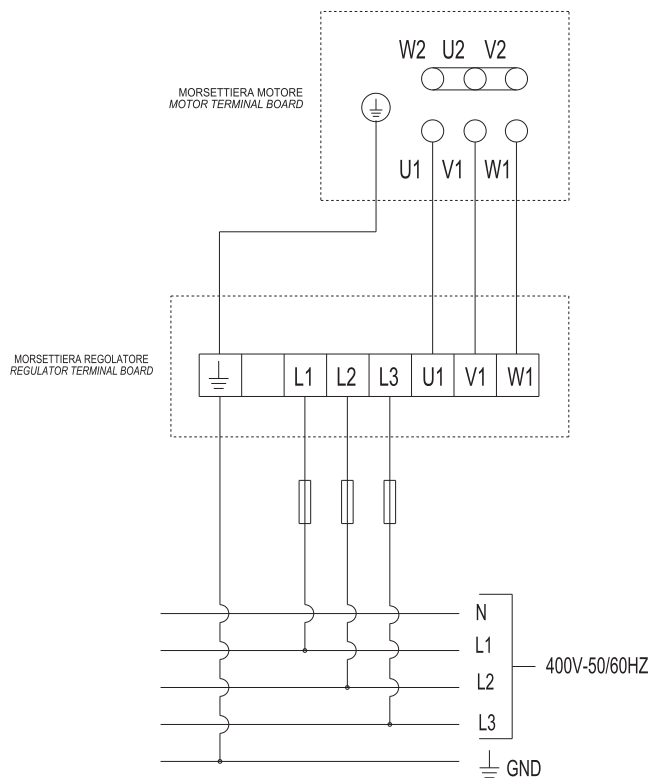 W2 U2 V2
MORSETTIERA MOTORE
MOTOR TERMINAL BOARD
U1 V1 W1
MORSETTIERA REGOLATORE
REGULATOR TERMINAL BOARD
L1 L2 L3 U1 V1 W1
N
L1
400V-50/60HZ
L2
L3
GND